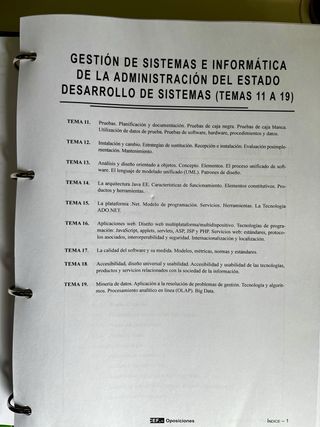 GESTIÓN DE SISTEMAS E INFORMÁTICA
DE LA ADMINISTRACIÓN DEL ESTADO
DESARROLLO DE SISTEMAS (TEMAS 11 A 19)
TEMA 11. Pruebas. Planificación y documentación. Pruebas de caja negra. Pruebas de caja blanca.
Utilización de datos de prueba. Pruebas de software, hardware, procedimientos y datos.
TEMA 12. Instalación y cambio. Estrategias de sustitución. Recepción e instalación. Evaluación postimple-
mentación. Mantenimiento.
TEMA 13. Análisis y diseño orientado a objetos. Concepto. Elementos. El proceso unificado de soft-
ware. El lenguaje de modelado unificado (UML). Patrones de diseño.
TEMA 14. La arquitectura Java EE. Características de funcionamiento. Elementos constitutivos. Pro-
ductos y herramientas.
TEMA 15. La plataforma .Net. Modelo de programación. Servicios. Herramientas. La Tecnología
ADO.NET.
TEMA 16. Aplicaciones web. Diseño web multiplataforma/multidispositivo. Tecnologías de progra-
mación: JavaScript, applets, servlets, ASP, JSP y PHP. Servicios web: estándares, protoco-
los asociados, interoperabilidad y seguridad. Internacionalización y localización.
TEMA 17. La calidad del software y su medida. Modelos, métricas, normas y estándares.
TEMA 18. Accesibilidad, diseño universal y usabilidad. Accesibilidad y usabilidad de las tecnologías,
productos y servicios relacionados con la sociedad de la información.
TEMA 19. Minería de datos. Aplicación a la resolución de problemas de gestión. Tecnología y algorit-
mos. Procesamiento analítico en línea (OLAP). Big Data.
CEF.– Oposiciones
ÍNDICE – 1